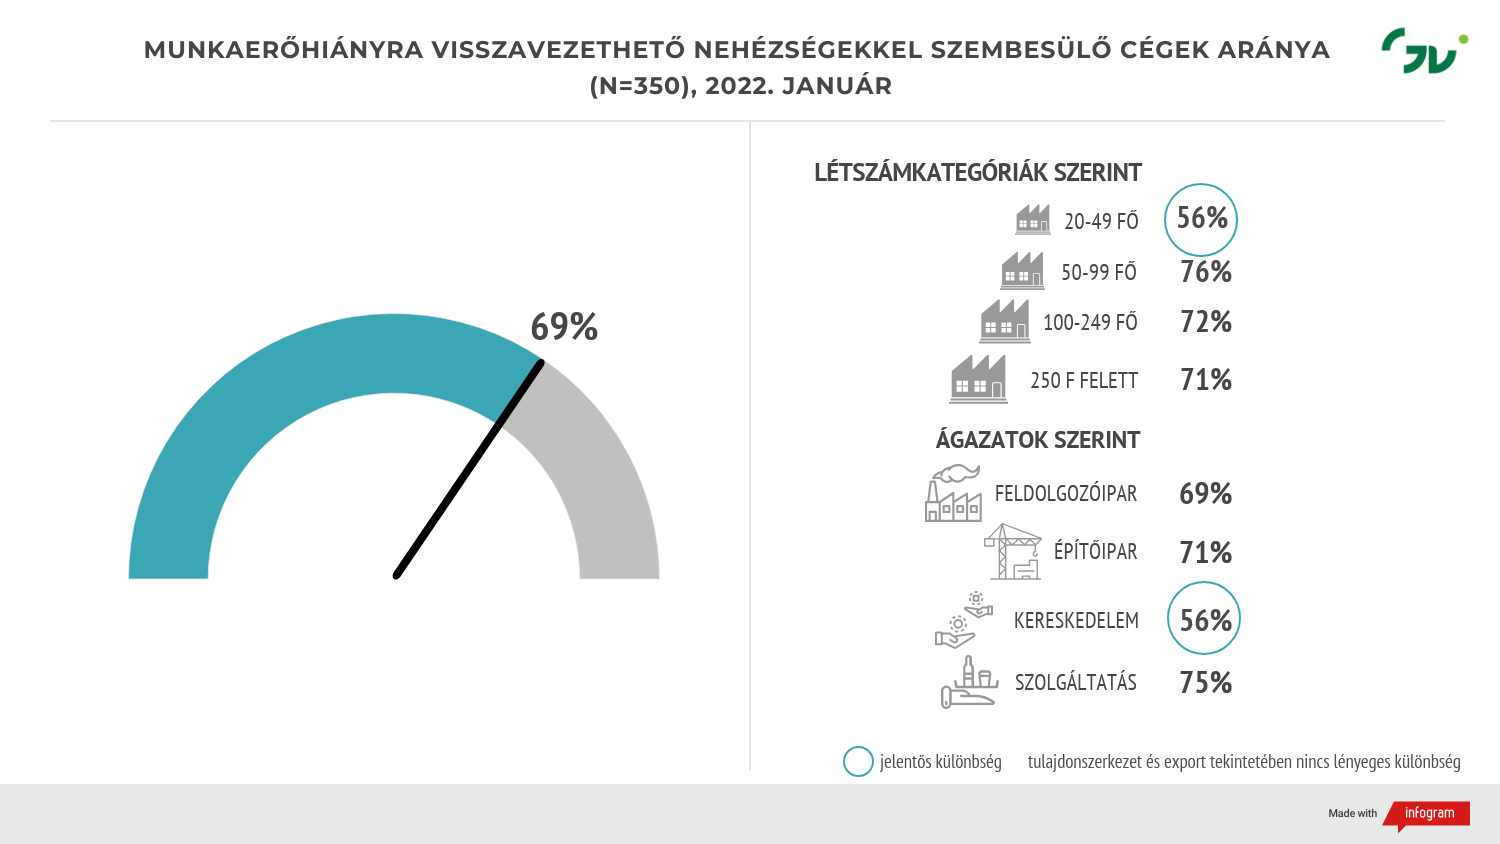 MUNKAERŐHIÁNYRA VISSZAVEZETHETŐ NEHÉZSÉGEKKEL SZEMBESÜLŐ CÉGEK ARÁNYA
(N=350), 2022. JANUÁR
69%
LÉTSZÁMKATEGÓRIÁK SZERINT
20-49 FŐ 56%
50-99 FŐ 76%
100-249 FŐ 72%
250 F FELETT 71%
ÁGAZATOK SZERINT
FELDOLGOZÓIPAR 69%
ÉPÍTŐIPAR 71%
KERESKEDELEM 56%
SZOLGÁLTATÁS 75%
jelentős különbség tulajdonszerkezet és export tekintetében nincs lényeges különbség
Made with infogram